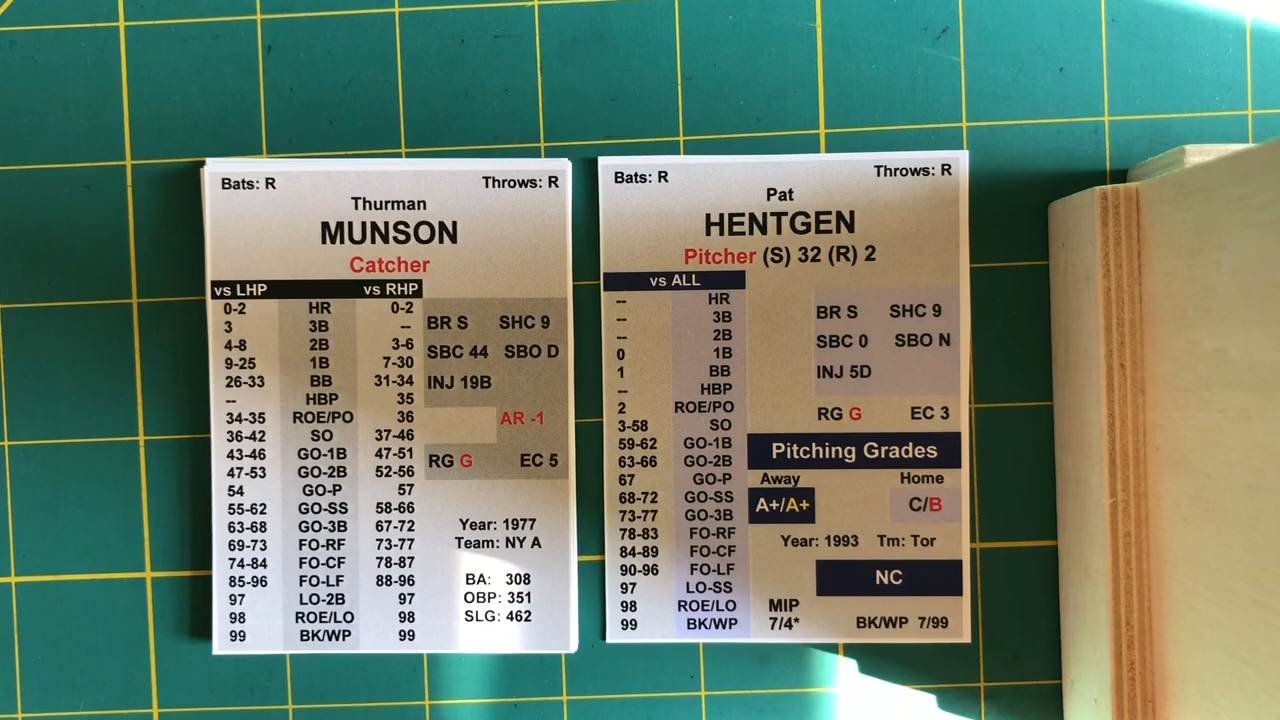 Bats: R Throws: R
Thurman
MUNSON
Catcher
vs LHP vs RHP
0-2 HR 0-2
3 3B --
4-8 2B 3-6
9-25 1B 7-30
26-33 BB 31-34
-- HBP 35
34-35 ROE/PO 36
36-42 SO 37-46
43-46 GO-1B 47-51
47-53 GO-2B 52-56
54 GO-P 57
55-62 GO-SS 58-66
63-68 GO-3B 67-72
69-73 FO-RF 73-77
74-84 FO-CF 78-87
85-96 FO-LF 88-96
97 LO-2B 97
98 ROE/LO 98
99 BK/WP 99
BR S SHC 9
SBC 44 SBO D
INJ 19B
AR -1
RG G EC 5
Year: 1977
Team: NY A
BA: 308
OBP: 351
SLG: 462
Bats: R Throws: R
Pat
HENTGEN
Pitcher (S) 32 (R) 2
vs ALL
-- HR
-- 3B
-- 2B
0 1B
1 BB
-- HBP
2 ROE/PO
3-58 SO
59-62 GO-1B
63-66 GO-2B
67 GO-P
68-72 GO-SS
73-77 GO-3B
78-83 FO-RF
84-89 FO-CF
90-96 FO-LF
97 LO-SS
98 ROE/LO
99 BK/WP
BR S SHC 9
SBC 0 SBO N
INJ 5D
RG G EC 3
Pitching Grades
Away Home
A+/A+ C/B
Year: 1993 Tm: Tor
NC
MIP
7/4* BK/WP 7/99